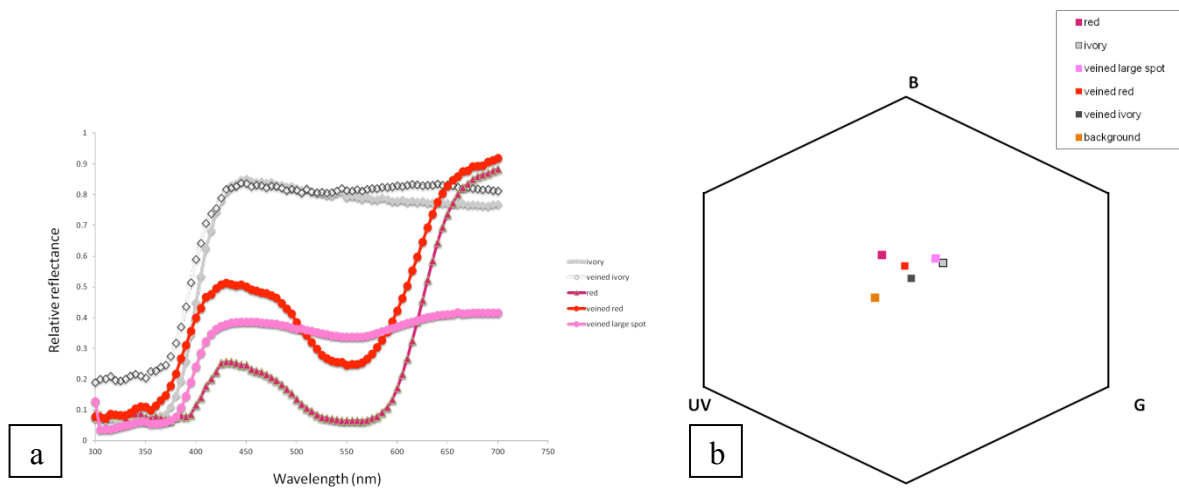 1
0.9
0.8
0.7
0.6
0.5
0.4
0.3
0.2
0.1
0
300 350 400 450 500 550 600 650 700 750
Relative reflectance
Wavelength (nm)
ivory
veined ivory
red
veined red
veined large spot
a
B
UV
G
red
ivory
veined large spot
veined red
veined ivory
background
b